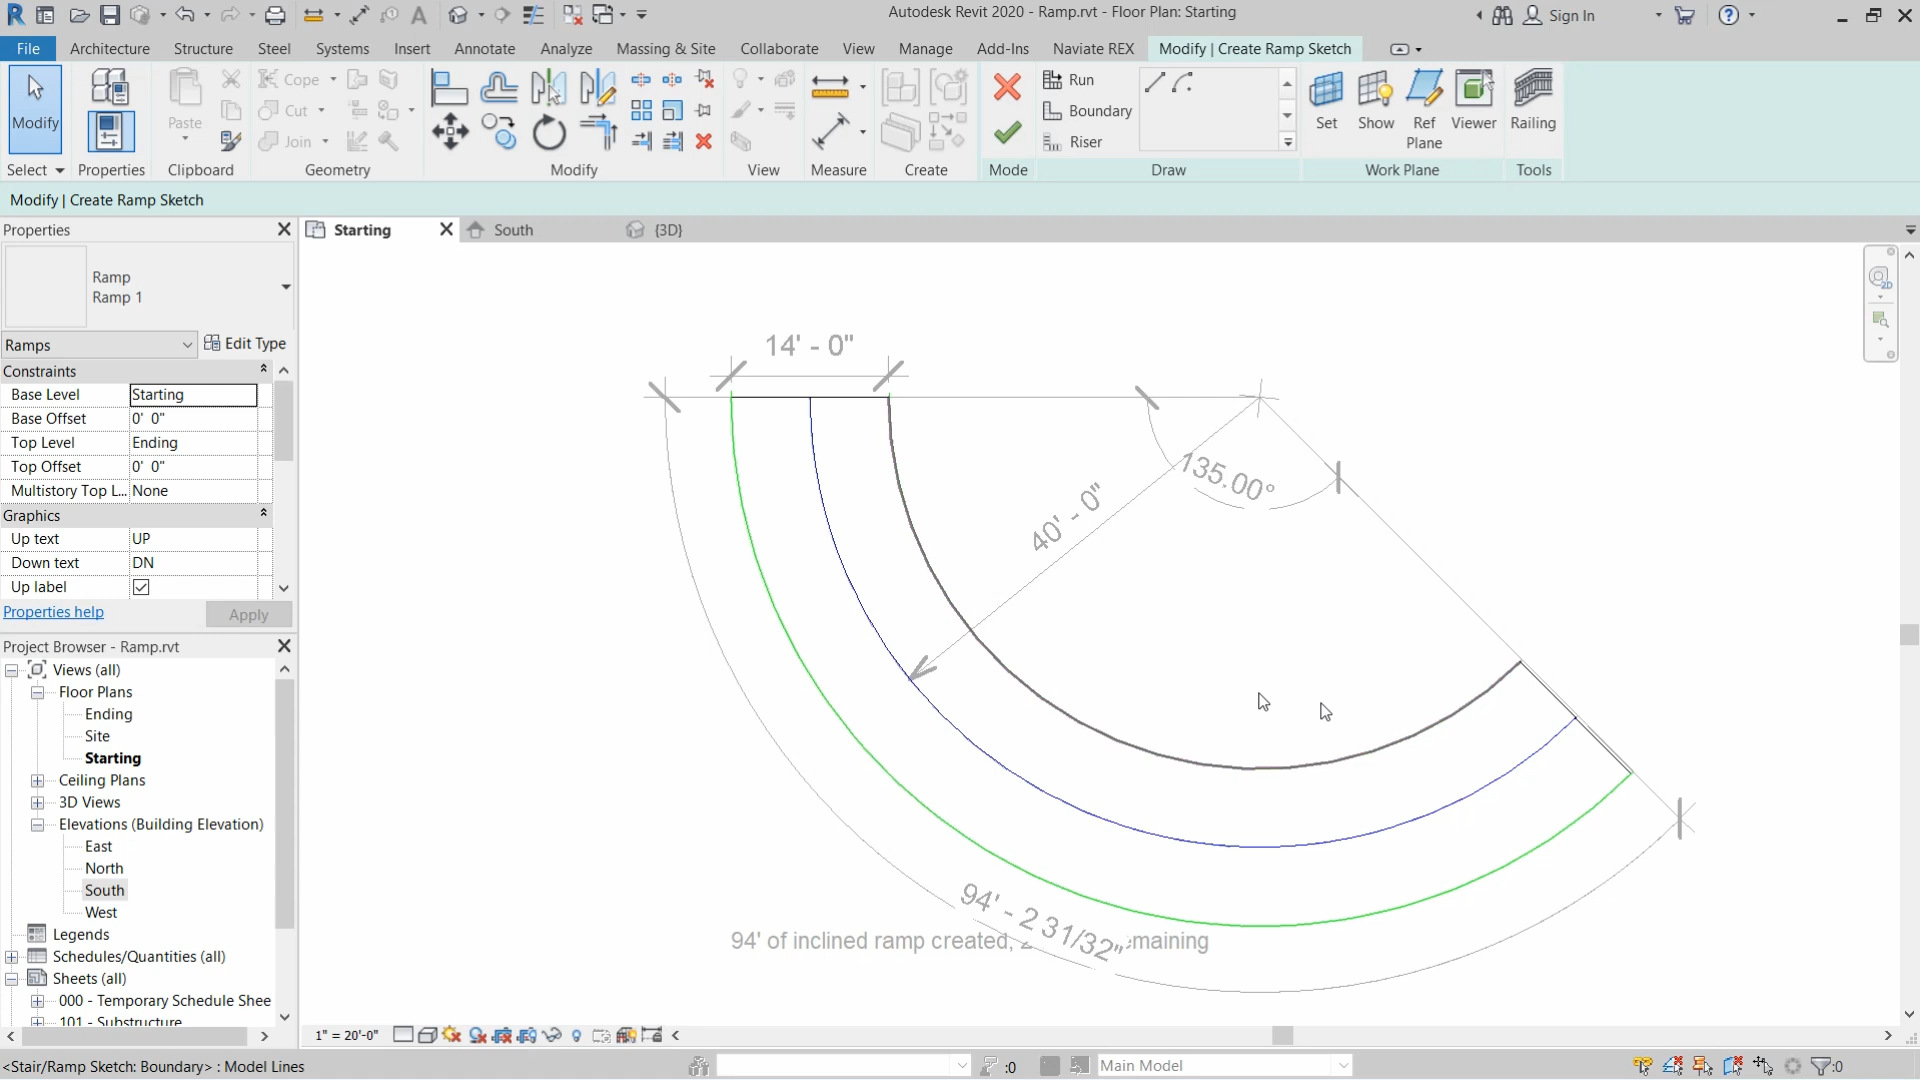 Autodesk Revit 2020 - Ramp.rvt - Floor Plan: Starting
Sign In
File Architecture Structure Steel Systems Insert Annotate Analyze Massing & Site Collaborate View Manage Add-Ins Naviate REX Modify | Create Ramp Sketch
Modify
Paste
Cope
Cut
Join
Run
Boundary
Riser
Set
Show
Ref
Plane
Viewer
Railing
Select Properties Clipboard Geometry Modify View Measure Create Mode Draw Work Plane Tools
Modify | Create Ramp Sketch
Properties
Starting
South
{3D}
Ramp
Ramp 1
Ramps
Edit Type
Constraints
Base Level Starting
Base Offset 0' 0"
Top Level Ending
Top Offset 0' 0"
Multistory Top L... None
Graphics
Up text UP
Down text DN
Up label
Properties help
Apply
Project Browser - Ramp.rvt
Views (all)
Floor Plans
Ending
Site
Starting
Ceiling Plans
3D Views
Elevations (Building Elevation)
East
North
South
West
Legends
Schedules/Quantities (all)
Sheets (all)
000 - Temporary Schedule Shee
101 - Substructure
14' - 0"
135.00°
40' - 0"
94' - 2 31/32"
94' of inclined ramp created,
1" = 20'-0"
<Stair/Ramp Sketch: Boundary> : Model Lines
:0
Main Model
:0